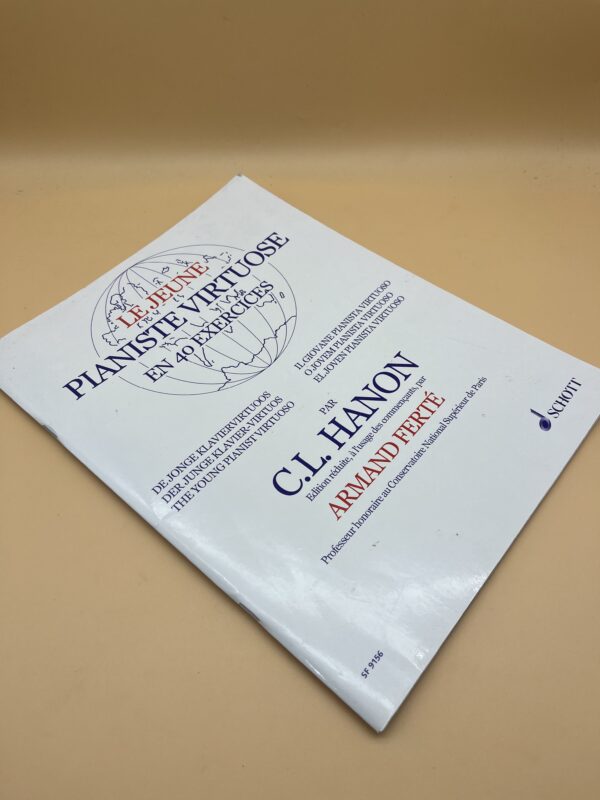 LE JEUNE
PIANISTE VIRTUOSE
EN 40 EXERCICES
DE JONGE KLAVIERVIRTUOOS
DER JUNGE KLAVIER-VIRTUOS
THE YOUNG PIANIST VIRTUOSO
IL GIOVANE PIANISTA VIRTUOSO
O JOVEM PIANISTA VIRTUOSO
EL JOVEN PIANISTA VIRTUOSO
PAR
C.L. HANON
Edition réduite, à l'usage des commençants, par
ARMAND FERTÉ
Professeur honoraire au Conservatoire National Supérieur de Paris
SCHOTT
SF 9156